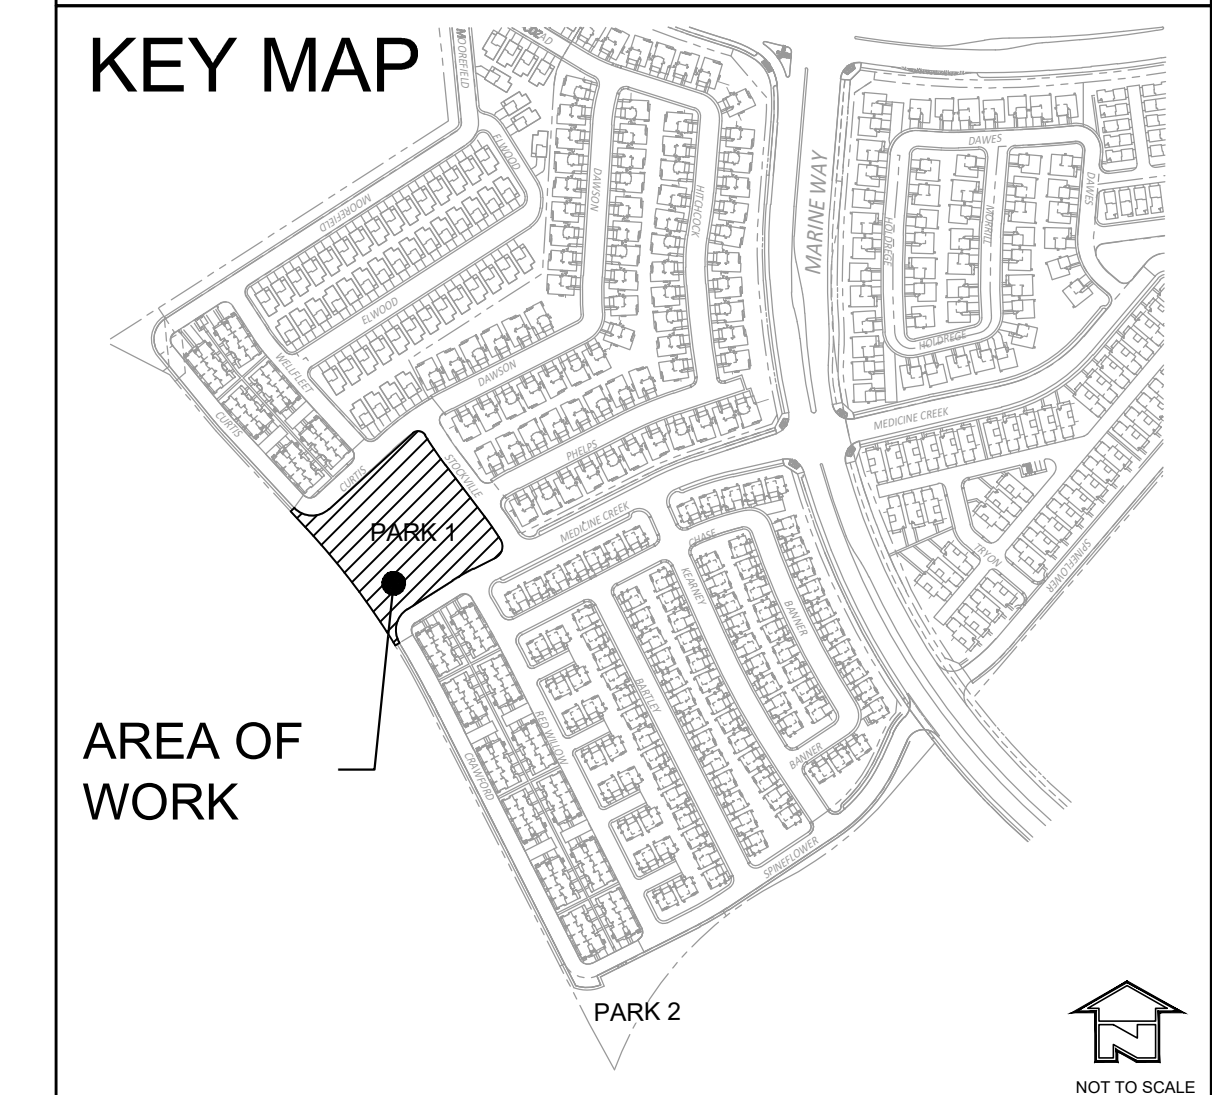 KEY MAP
MOOREFIELD
ELWOOD
MOOREFIELD
DAWSON
HITCHCOCK
MARINE WAY
DAWES
DAWES
HOLDREGE
MORRILL
HOLDREGE
ELWOOD
WELLFLEET
DAWSON
CURTIS
CURTIS
STOCKVILLE
PHELPS
MEDICINE CREEK
MEDICINE CREEK
PARK 1
CHASE
KEARNEY
BANNER
TRYON
SPINEFLOWER
BARTLEY
RED WILLOW
CRAWFORD
BANNER
SPINEFLOWER
AREA OF
WORK
PARK 2
N
NOT TO SCALE